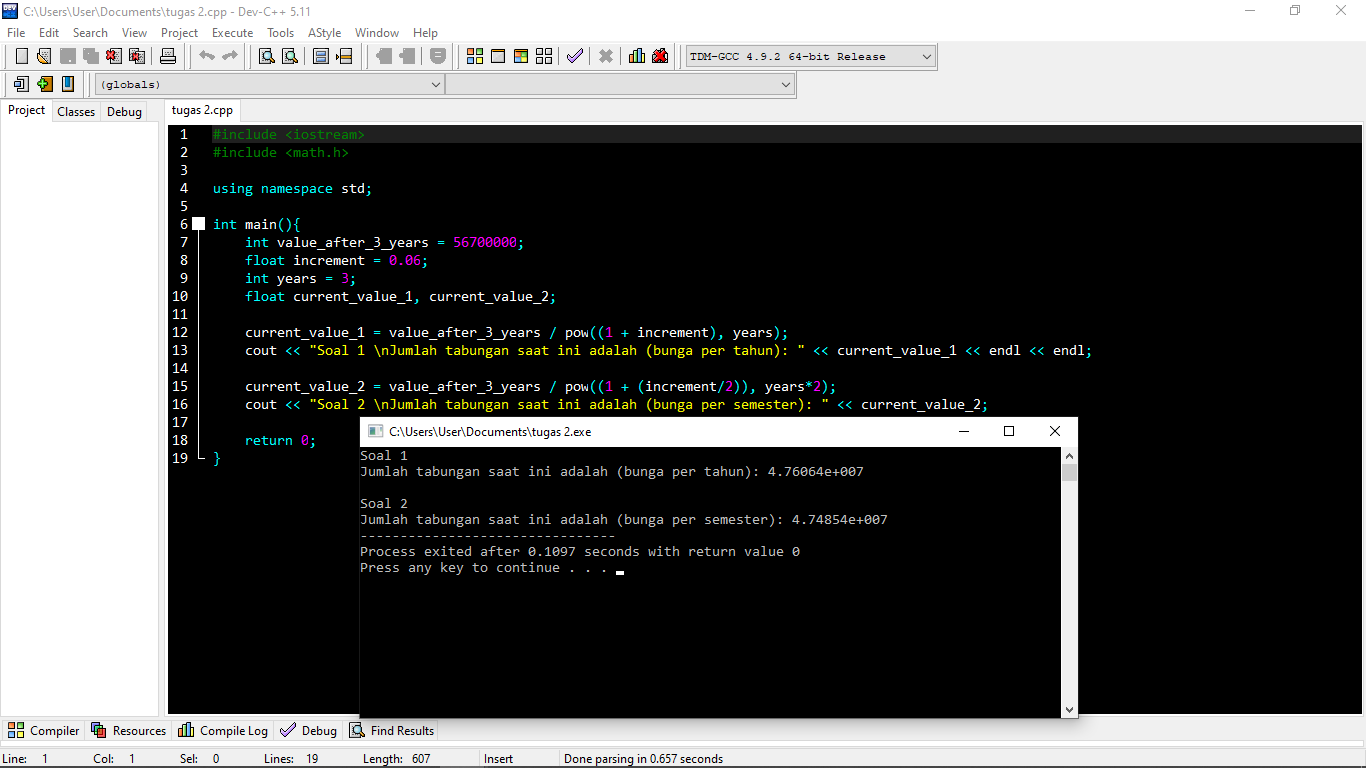 C:\Users\User\Documents\tugas 2.cpp - Dev-C++ 5.11
File Edit Search View Project Execute Tools AStyle Window Help
TDM-GCC 4.9.2 64-bit Release
(globals)
Project Classes Debug tugas 2.cpp
1 #include <iostream>
2 #include <math.h>
3
4 using namespace std;
5
6 int main(){
7 int value_after_3_years = 56700000;
8 float increment = 0.06;
9 int years = 3;
10 float current_value_1, current_value_2;
11
12 current_value_1 = value_after_3_years / pow((1 + increment), years);
13 cout << "Soal 1 \nJumlah tabungan saat ini adalah (bunga per tahun): " << current_value_1 << endl << endl;
14
15 current_value_2 = value_after_3_years / pow((1 + (increment/2)), years*2);
16 cout << "Soal 2 \nJumlah tabungan saat ini adalah (bunga per semester): " << current_value_2;
17
18 return 0;
19 }
C:\Users\User\Documents\tugas 2.exe
Soal 1
Jumlah tabungan saat ini adalah (bunga per tahun): 4.76064e+007
Soal 2
Jumlah tabungan saat ini adalah (bunga per semester): 4.74854e+007
--------------------------------
Process exited after 0.1097 seconds with return value 0
Press any key to continue . . .
Compiler Resources Compile Log Debug Find Results
Line: 1 Col: 1 Sel: 0 Lines: 19 Length: 607 Insert Done parsing in 0.657 seconds